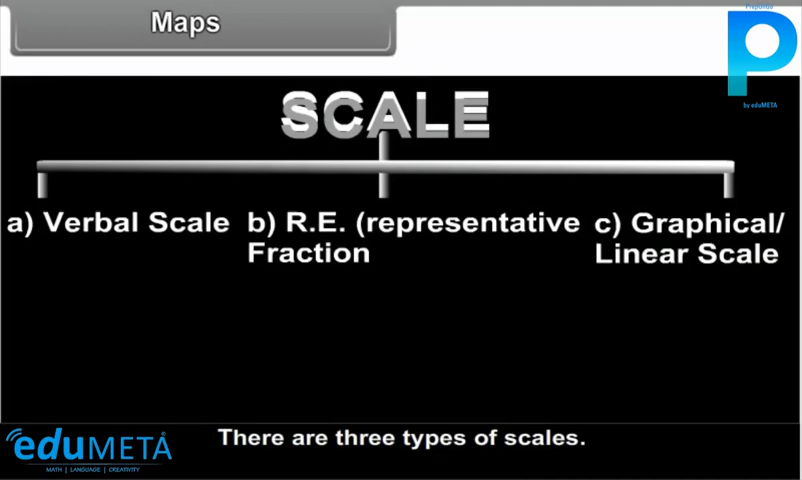 Maps
Preponde
P
by eduMETA
SCALE
a) Verbal Scale
b) R.E. (representative
Fraction
c) Graphical/
Linear Scale
There are three types of scales.
eduMETA
MATH | LANGUAGE | CREATIVITY